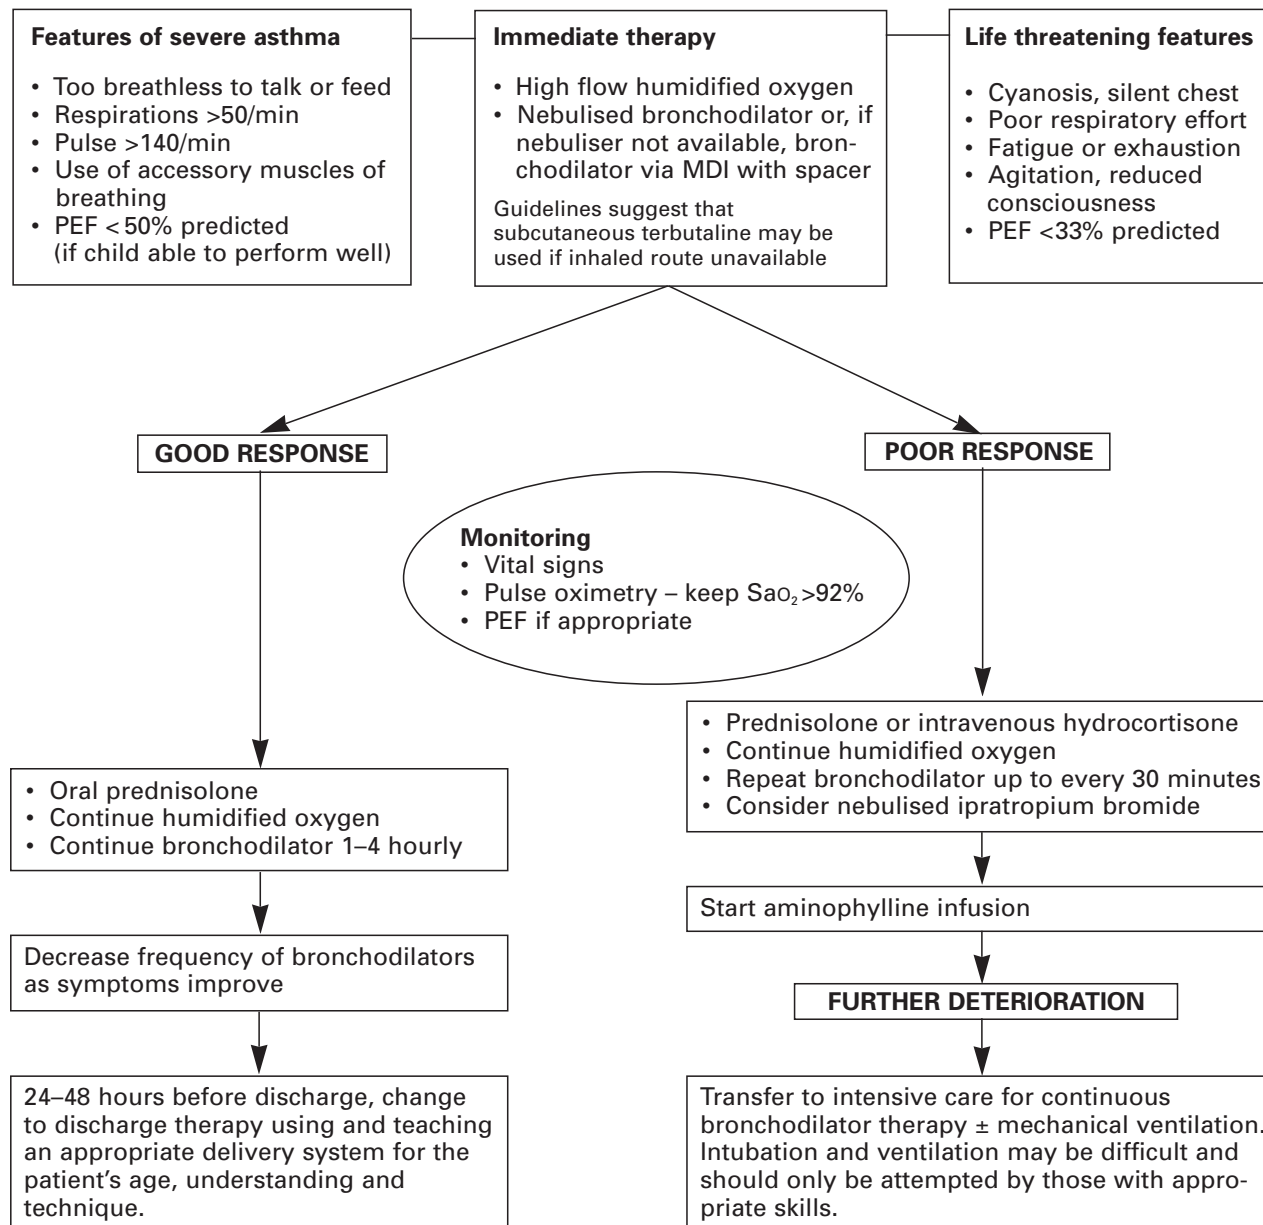 Features of severe asthma
• Too breathless to talk or feed
• Respirations >50/min
• Pulse >140/min
• Use of accessory muscles of
breathing
• PEF <50% predicted
(if child able to perform well)
Immediate therapy
• High flow humidified oxygen
• Nebulised bronchodilator or, if
nebuliser not available, bron-
chodilator via MDI with spacer
Guidelines suggest that
subcutaneous terbutaline may be
used if inhaled route unavailable
Life threatening features
• Cyanosis, silent chest
• Poor respiratory effort
• Fatigue or exhaustion
• Agitation, reduced
consciousness
• PEF <33% predicted
GOOD RESPONSE
POOR RESPONSE
Monitoring
• Vital signs
• Pulse oximetry – keep SaO₂ >92%
• PEF if appropriate
• Oral prednisolone
• Continue humidified oxygen
• Continue bronchodilator 1–4 hourly
Decrease frequency of bronchodilators
as symptoms improve
24–48 hours before discharge, change
to discharge therapy using and teaching
an appropriate delivery system for the
patient's age, understanding and
technique.
• Prednisolone or intravenous hydrocortisone
• Continue humidified oxygen
• Repeat bronchodilator up to every 30 minutes
• Consider nebulised ipratropium bromide
Start aminophylline infusion
FURTHER DETERIORATION
Transfer to intensive care for continuous
bronchodilator therapy ± mechanical ventilation.
Intubation and ventilation may be difficult and
should only be attempted by those with appro-
priate skills.